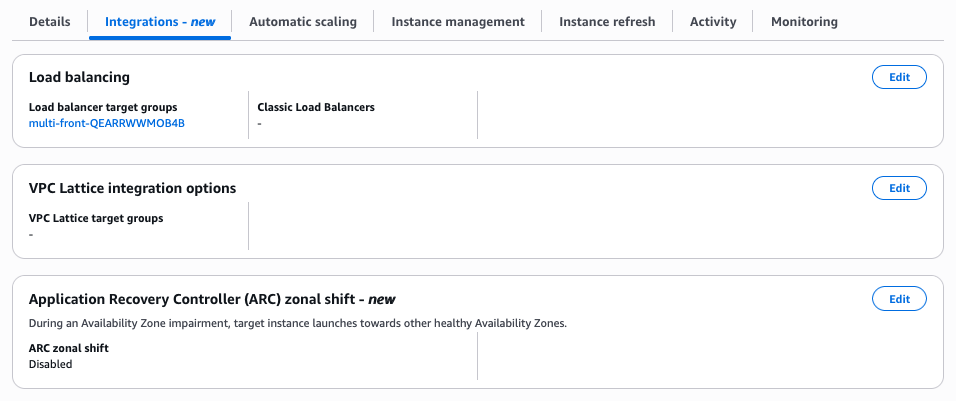 Details Integrations - new Automatic scaling Instance management Instance refresh Activity Monitoring
Load balancing Edit
Load balancer target groups Classic Load Balancers
multi-front-QEARRWWMOB4B -
VPC Lattice integration options Edit
VPC Lattice target groups
-
Application Recovery Controller (ARC) zonal shift - new Edit
During an Availability Zone impairment, target instance launches towards other healthy Availability Zones.
ARC zonal shift
Disabled